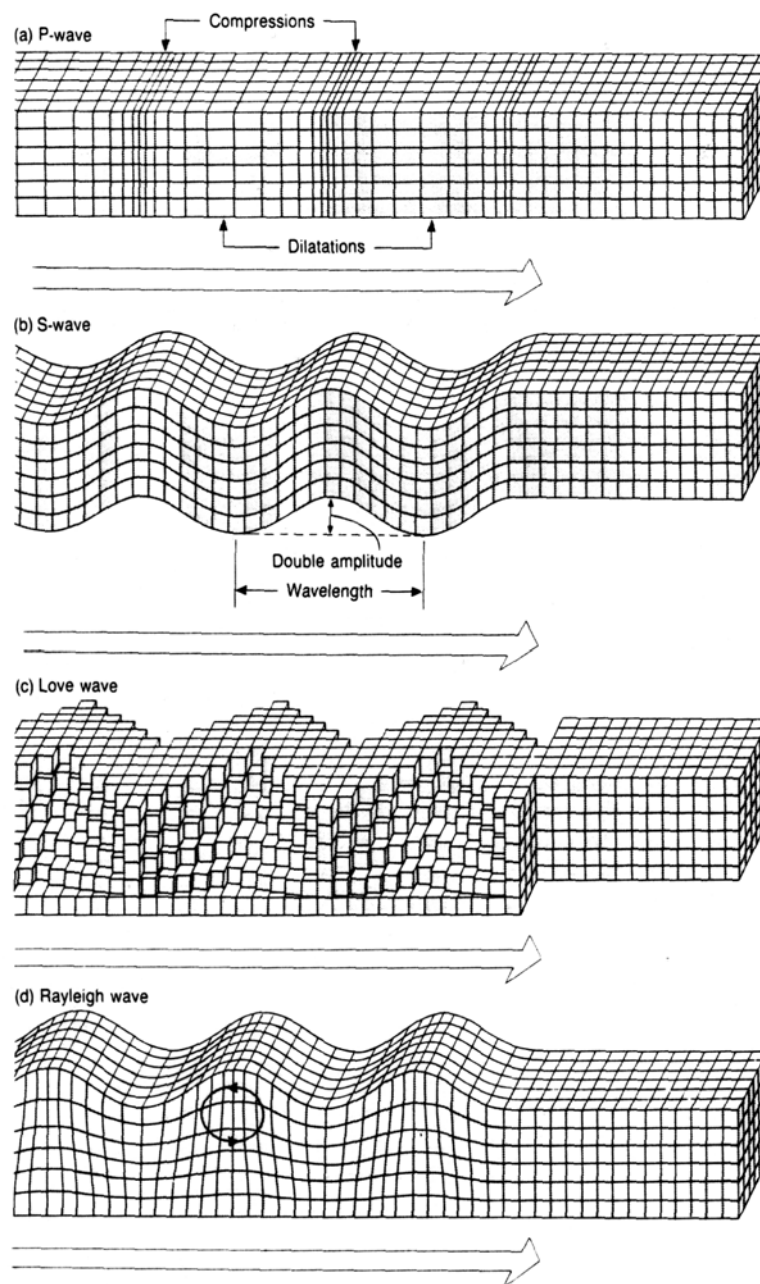 Compressions
(a) P-wave
Dilatations
(b) S-wave
Double amplitude
Wavelength
(c) Love wave
(d) Rayleigh wave